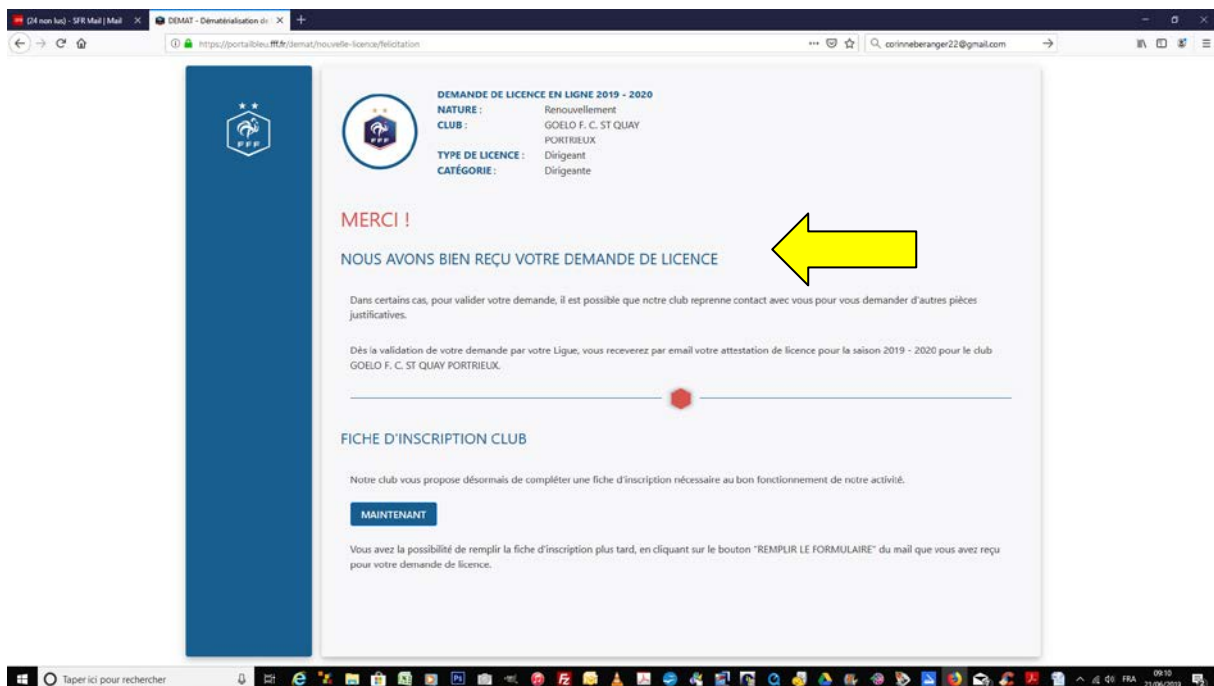 (24 non lus) - SFR Mail | Mail
DEMAT - Dématérialisation de
https://portailbleu.fff.fr/demat/nouvelle-licence/felicitation
corinneberanger22@gmail.com
FFF
FFF
DEMANDE DE LICENCE EN LIGNE 2019 - 2020
NATURE : Renouvellement
CLUB : GOELO F. C. ST QUAY
PORTRIEUX
TYPE DE LICENCE : Dirigeant
CATÉGORIE : Dirigeante
MERCI !
NOUS AVONS BIEN REÇU VOTRE DEMANDE DE LICENCE
Dans certains cas, pour valider votre demande, il est possible que notre club reprenne contact avec vous pour vous demander d'autres pièces
justificatives.
Dès la validation de votre demande par votre Ligue, vous receverez par email votre attestation de licence pour la saison 2019 - 2020 pour le club
GOELO F. C. ST QUAY PORTRIEUX.
FICHE D'INSCRIPTION CLUB
Notre club vous propose désormais de compléter une fiche d'inscription nécessaire au bon fonctionnement de notre activité.
MAINTENANT
Vous avez la possibilité de remplir la fiche d'inscription plus tard, en cliquant sur le bouton "REMPLIR LE FORMULAIRE" du mail que vous avez reçu
pour votre demande de licence.
Taper ici pour rechercher
FRA
09:10
21/06/2019